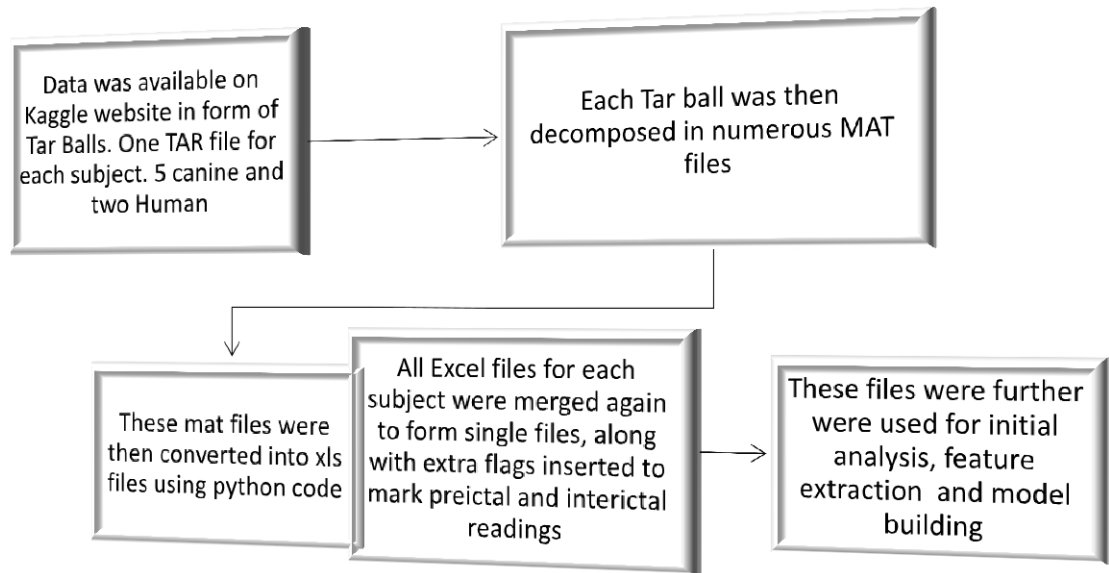 Data was available on
Kaggle website in form of
Tar Balls. One TAR file for
each subject. 5 canine and
two Human
Each Tar ball was then
decomposed in numerous MAT
files
These mat files were
then converted into xls
files using python code
All Excel files for each
subject were merged again
to form single files, along
with extra flags inserted to
mark preictal and interictal
readings
These files were further
were used for initial
analysis, feature
extraction and model
building